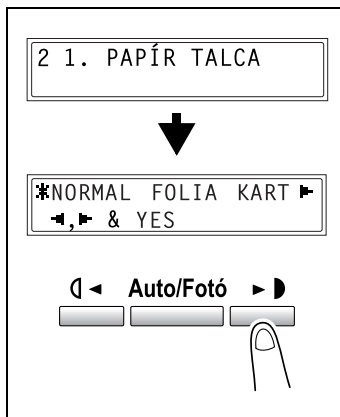 2 1. PAPÍR TALCA
*NORMAL FOLIA KART ►
◄,► & YES
◄ Auto/Fotó ►